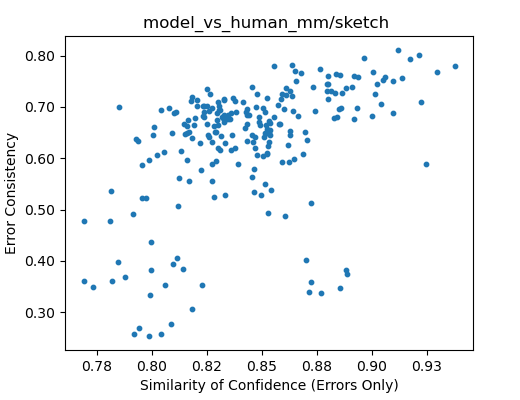 model_vs_human_mm/sketch
Error Consistency
0.80
0.70
0.60
0.50
0.40
0.30
0.78 0.80 0.82 0.85 0.88 0.90 0.93
Similarity of Confidence (Errors Only)